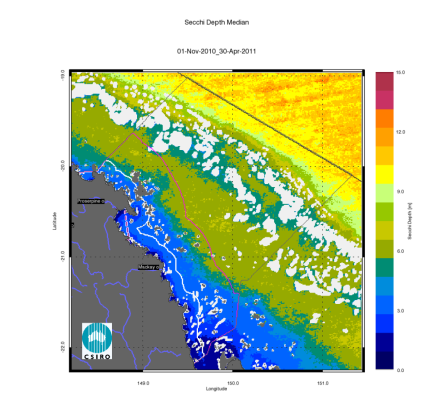 Secchi Depth Median
01-Nov-2010_30-Apr-2011
-19.0
-20.0
-21.0
-22.0
Latitude
Proserpine
Mackay
CSIRO
149.0
150.0
151.0
Longitude
15.0
12.0
9.0
6.0
3.0
0.0
Secchi Depth [m]